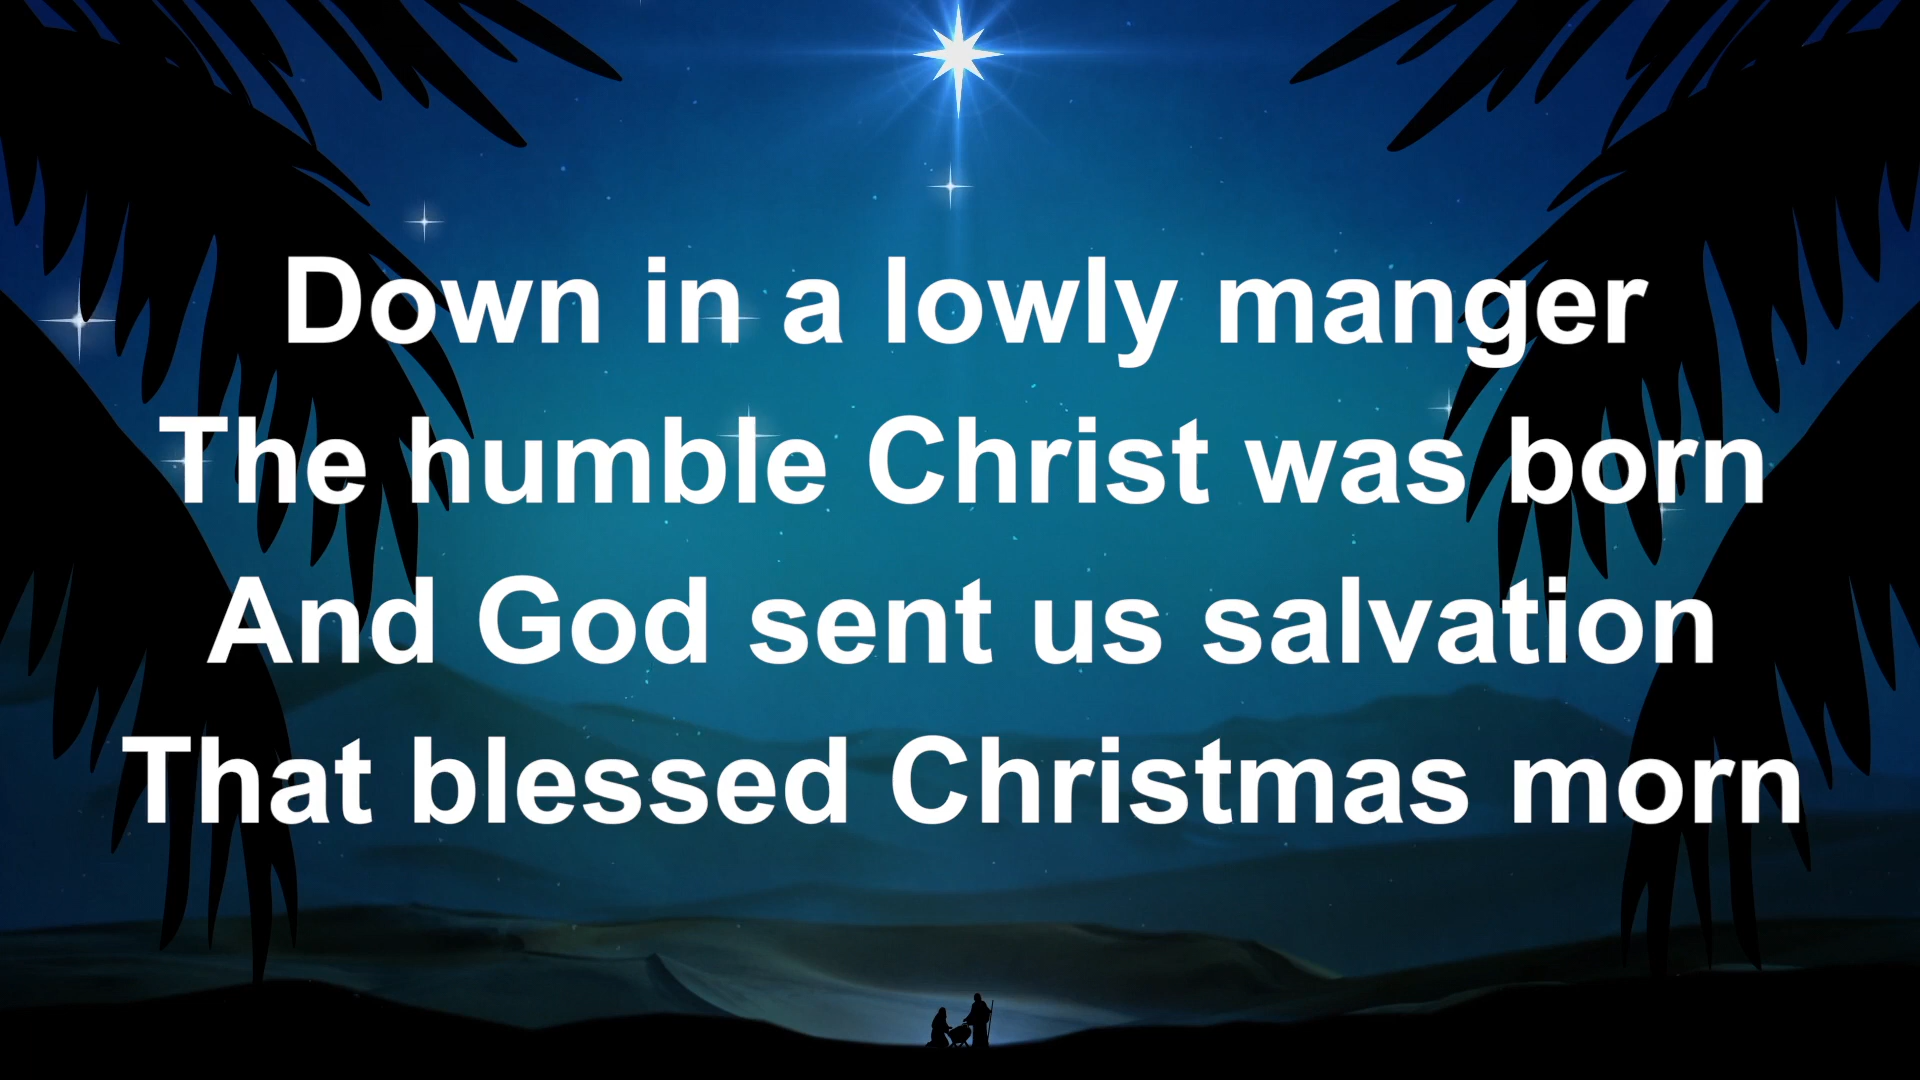 Down in a lowly manger
The humble Christ was born
And God sent us salvation
That blessed Christmas morn